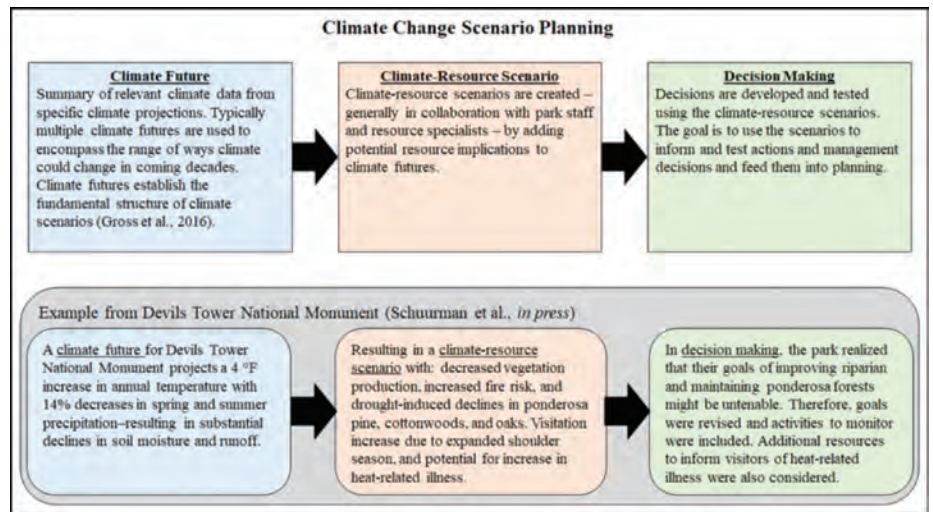 Climate Change Scenario Planning
Climate Future
Summary of relevant climate data from
specific climate projections. Typically
multiple climate futures are used to
encompass the range of ways climate
could change in coming decades.
Climate futures establish the
fundamental structure of climate
scenarios (Gross et al., 2016).
Climate-Resource Scenario
Climate-resource scenarios are created –
generally in collaboration with park staff
and resource specialists – by adding
potential resource implications to
climate futures.
Decision Making
Decisions are developed and tested
using the climate-resource scenarios.
The goal is to use the scenarios to
inform and test actions and management
decisions and feed them into planning.
Example from Devils Tower National Monument (Schuurman et al., in press)
A climate future for Devils Tower
National Monument projects a 4 °F
increase in annual temperature with
14% decreases in spring and summer
precipitation–resulting in substantial
declines in soil moisture and runoff.
Resulting in a climate-resource
scenario with: decreased vegetation
production, increased fire risk, and
drought-induced declines in ponderosa
pine, cottonwoods, and oaks. Visitation
increase due to expanded shoulder
season, and potential for increase in
heat-related illness.
In decision making, the park realized
that their goals of improving riparian
and maintaining ponderosa forests
might be untenable. Therefore, goals
were revised and activities to monitor
were included. Additional resources
to inform visitors of heat-related
illness were also considered.